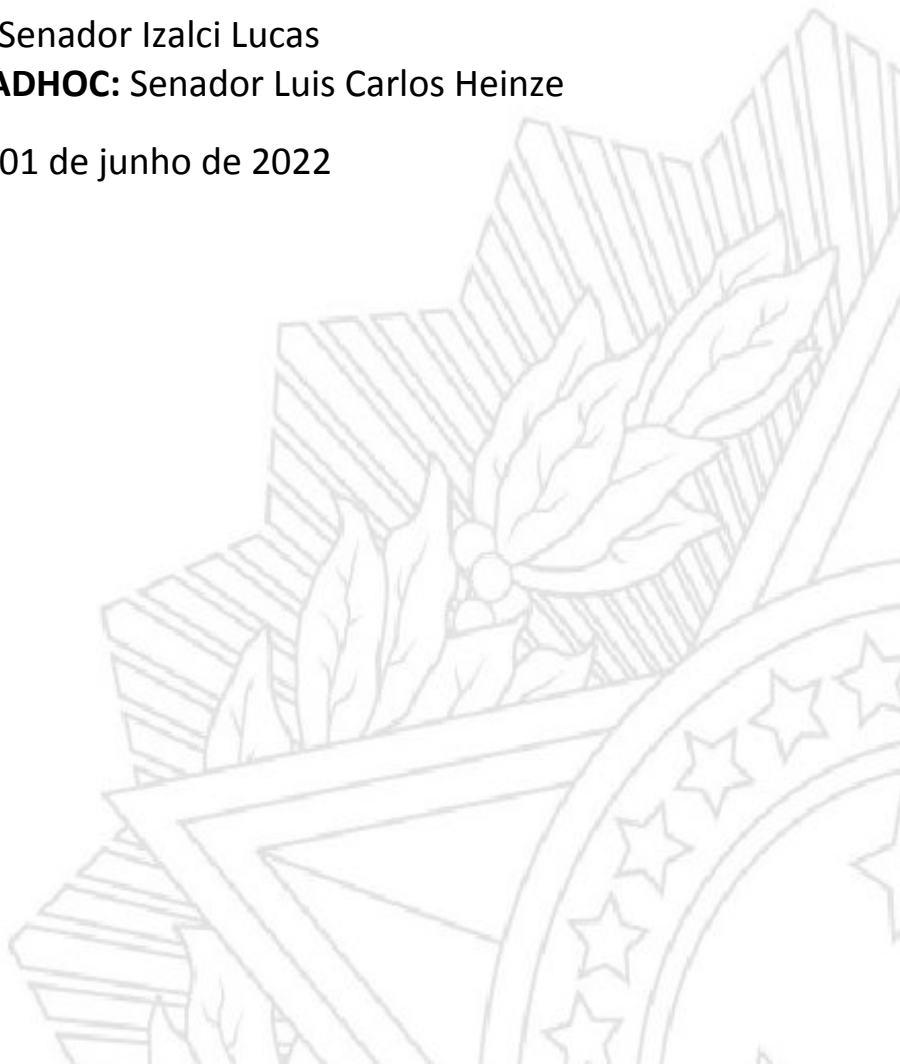 Senador Izalci Lucas
ADHOC: Senador Luis Carlos Heinze
01 de junho de 2022